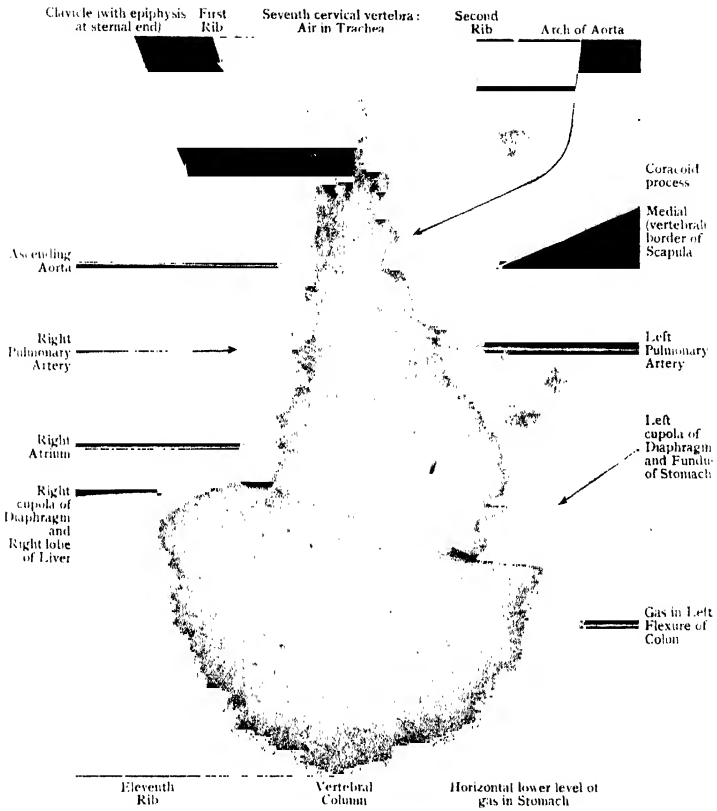 Clavicle (with epiphysis
at sternal end)
First
Rib
Seventh cervical vertebra:
Air in Trachea
Second
Rib
Arch of Aorta
Coracoid
process
Medial
(vertebral)
border of
Scapula
Ascending
Aorta
Right
Pulmonary
Artery
Left
Pulmonary
Artery
Right
Atrium
Left
cupola of
Diaphragm
and Fundu
of Stomach
Right
cupola of
Diaphragm
and
Right lobe
of Liver
Gas in Left
Flexure of
Colon
Eleventh
Rib
Vertebral
Column
Horizontal lower level of
gas in Stomach